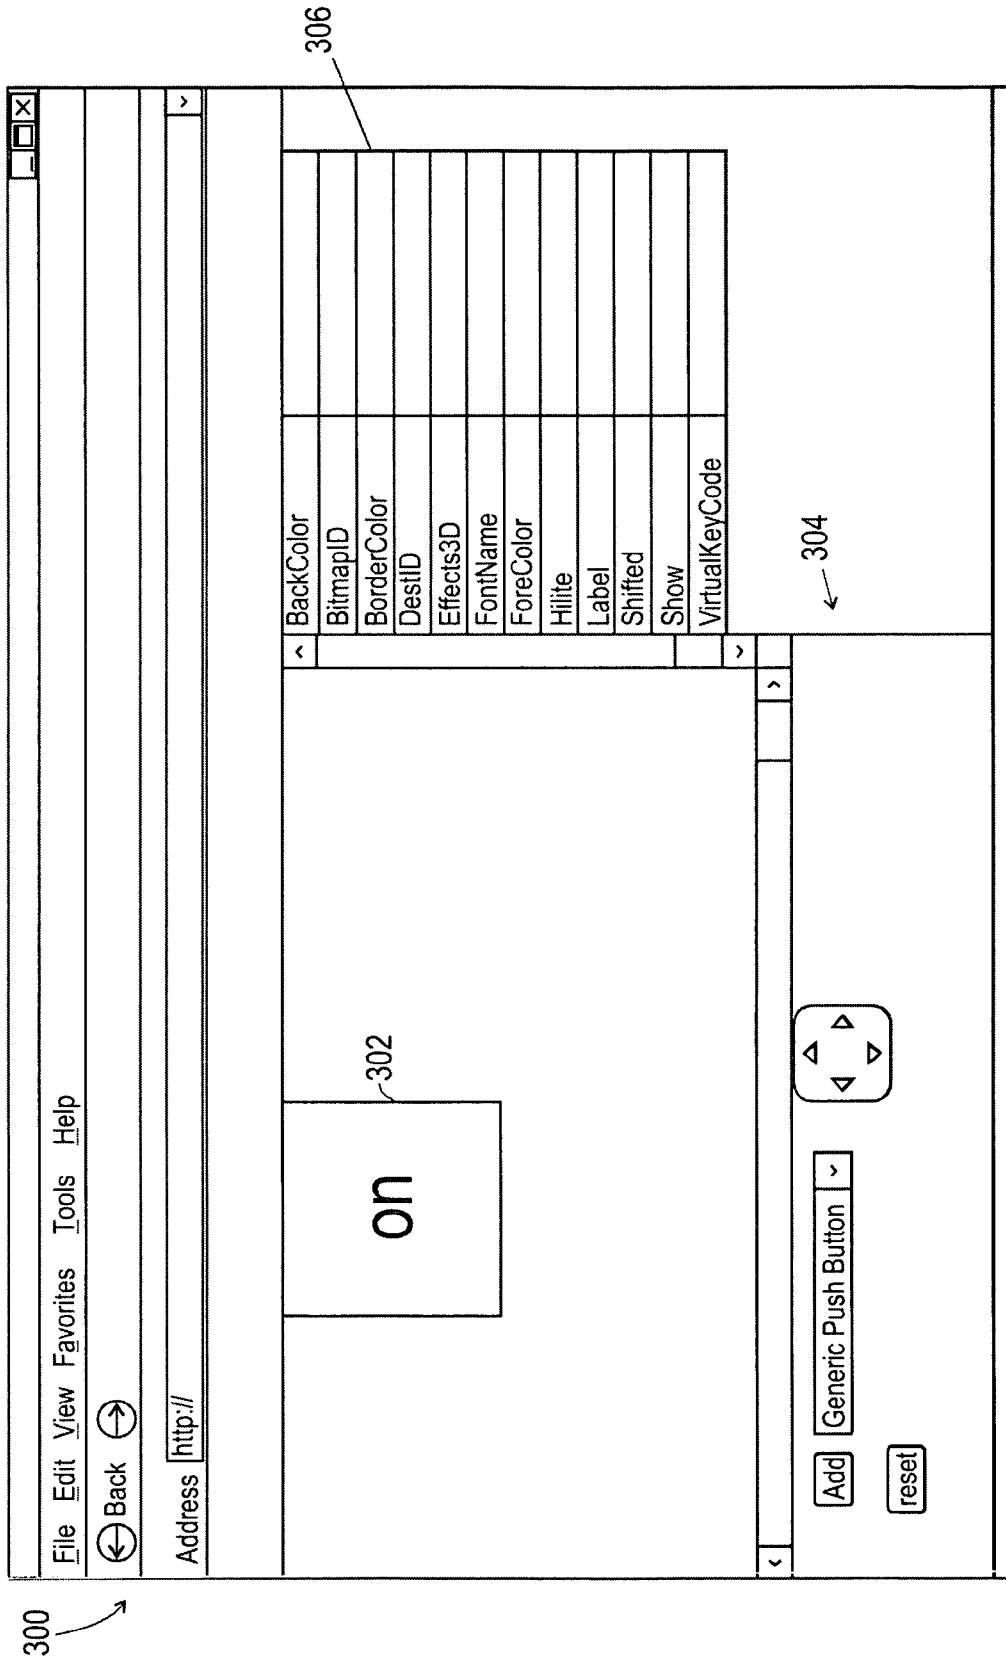 300
File Edit View Favorites Tools Help
Back
Address http://
302
on
306
BackColor
BitmapID
BorderColor
DestID
Effects3D
FontName
ForeColor
Hilite
Label
Shifted
Show
VirtualKeyCode
304
Add Generic Push Button
reset